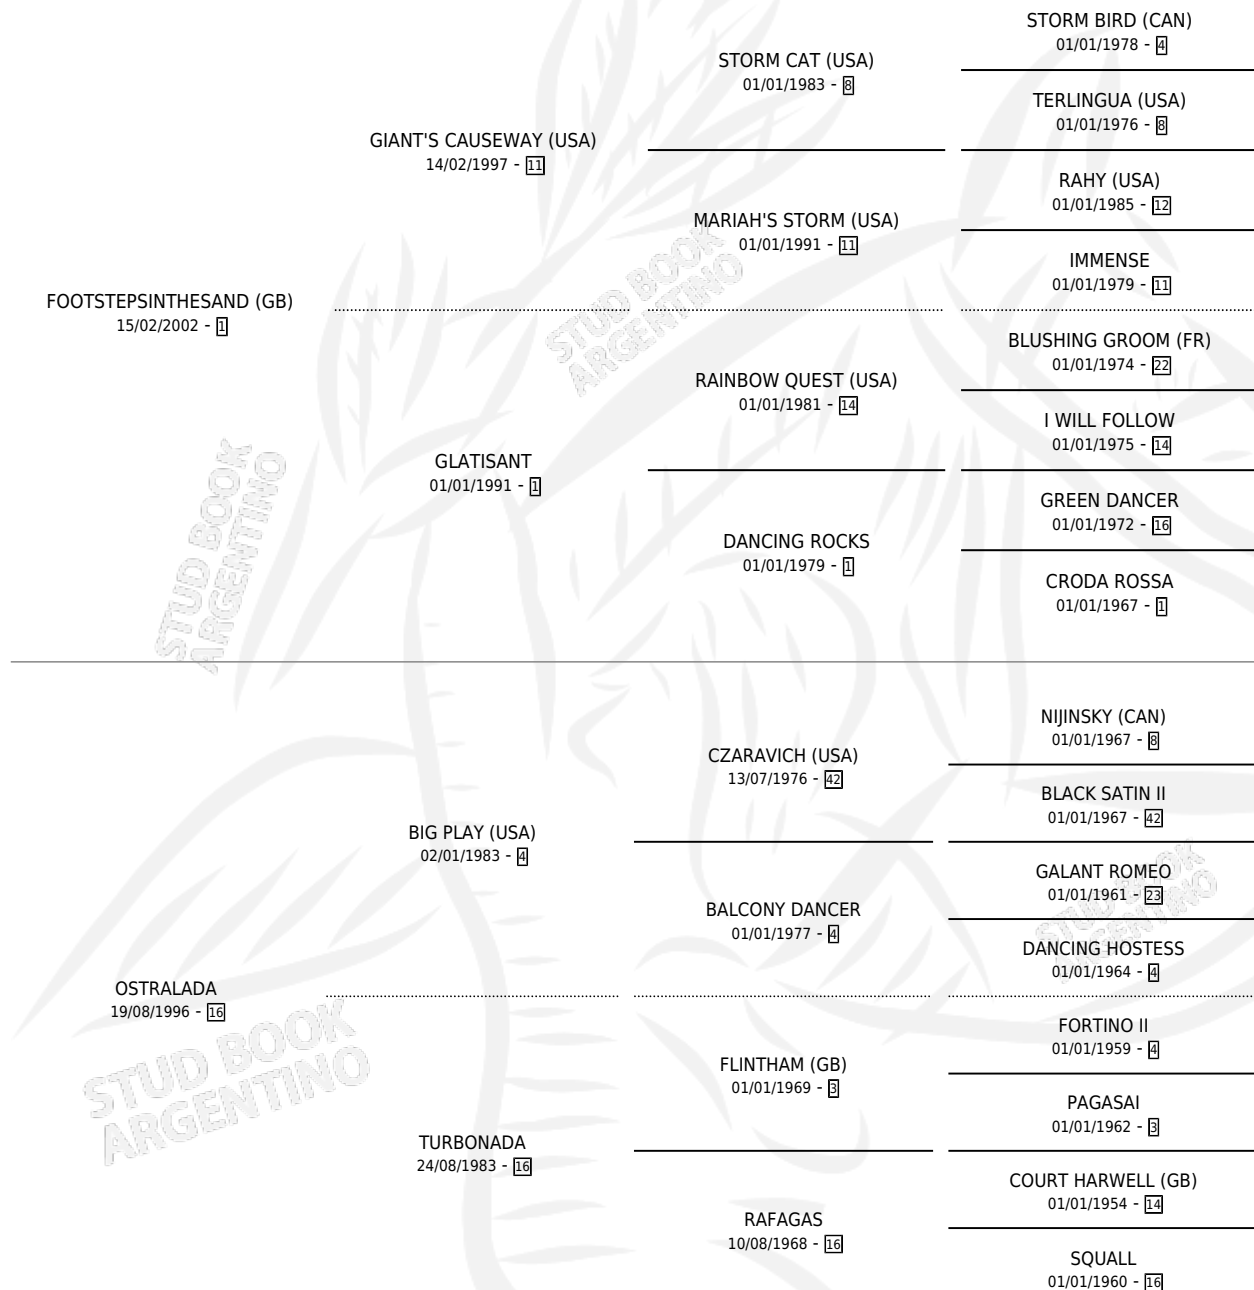 STORM BIRD (CAN)
01/01/1978 - 4
STORM CAT (USA)
01/01/1983 - 8
TERLINGUA (USA)
01/01/1976 - 8
GIANT'S CAUSEWAY (USA)
14/02/1997 - 11
RAHY (USA)
01/01/1985 - 12
MARIAH'S STORM (USA)
01/01/1991 - 11
IMMENSE
01/01/1979 - 11
FOOTSTEPSINTHESAND (GB)
15/02/2002 - 1
BLUSHING GROOM (FR)
01/01/1974 - 22
RAINBOW QUEST (USA)
01/01/1981 - 14
I WILL FOLLOW
01/01/1975 - 14
GLATISANT
01/01/1991 - 1
GREEN DANCER
01/01/1972 - 16
DANCING ROCKS
01/01/1979 - 1
CRODA ROSSA
01/01/1967 - 1
NIJINSKY (CAN)
01/01/1967 - 8
CZARAVICH (USA)
13/07/1976 - 42
BLACK SATIN II
01/01/1967 - 42
BIG PLAY (USA)
02/01/1983 - 4
GALANT ROMEO
01/01/1961 - 23
BALCONY DANCER
01/01/1977 - 4
DANCING HOSTESS
01/01/1964 - 4
OSTRALADA
19/08/1996 - 16
FORTINO II
01/01/1959 - 4
FLINTHAM (GB)
01/01/1969 - 3
PAGASAI
01/01/1962 - 3
TURBONADA
24/08/1983 - 16
COURT HARWELL (GB)
01/01/1954 - 14
RAFAGAS
10/08/1968 - 16
SQUALL
01/01/1960 - 16
STUD BOOK
ARGENTINO
STUD BOOK
ARGENTINO
STUD BOOK
ARGENTINO
STUD BOOK
ARGENTINO